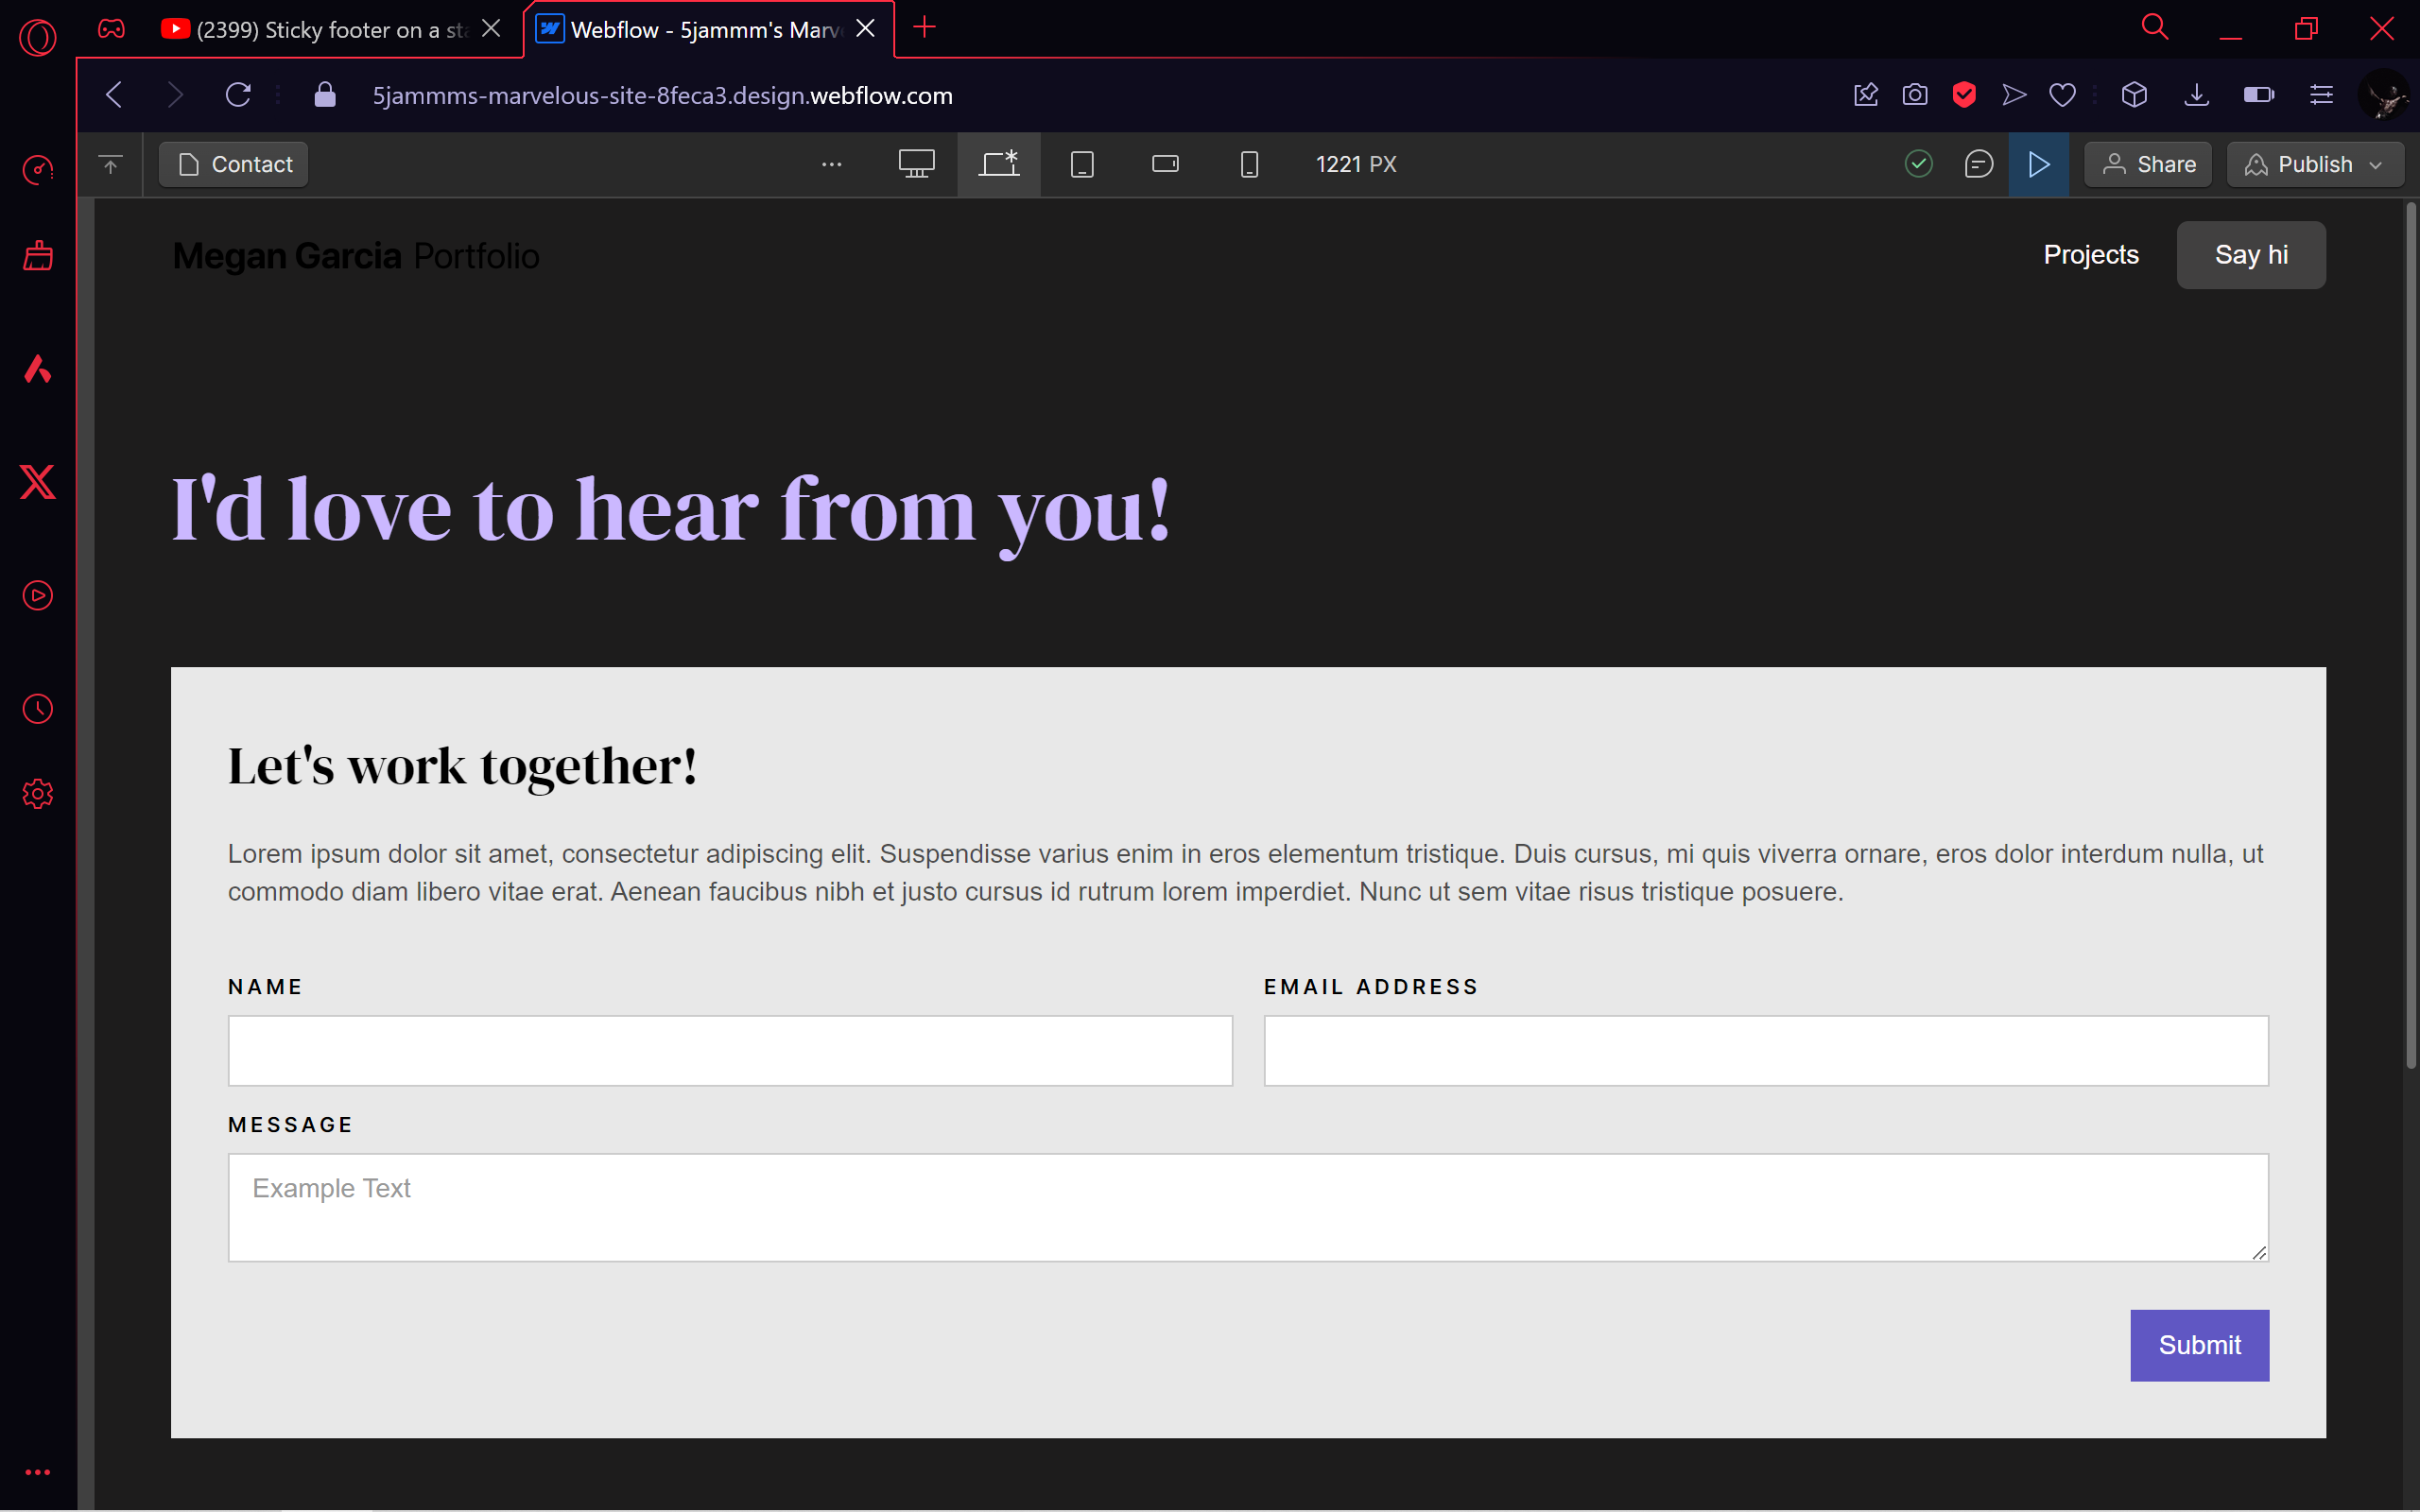 (2399) Sticky footer on a sta
Webflow - 5jammm's Marv
5jammms-marvelous-site-8feca3.design.webflow.com
Contact
1221 PX
Share
Publish
Megan Garcia Portfolio
Projects
Say hi
I'd love to hear from you!
Let's work together!
Lorem ipsum dolor sit amet, consectetur adipiscing elit. Suspendisse varius enim in eros elementum tristique. Duis cursus, mi quis viverra ornare, eros dolor interdum nulla, ut
commodo diam libero vitae erat. Aenean faucibus nibh et justo cursus id rutrum lorem imperdiet. Nunc ut sem vitae risus tristique posuere.
NAME
EMAIL ADDRESS
MESSAGE
Example Text
Submit